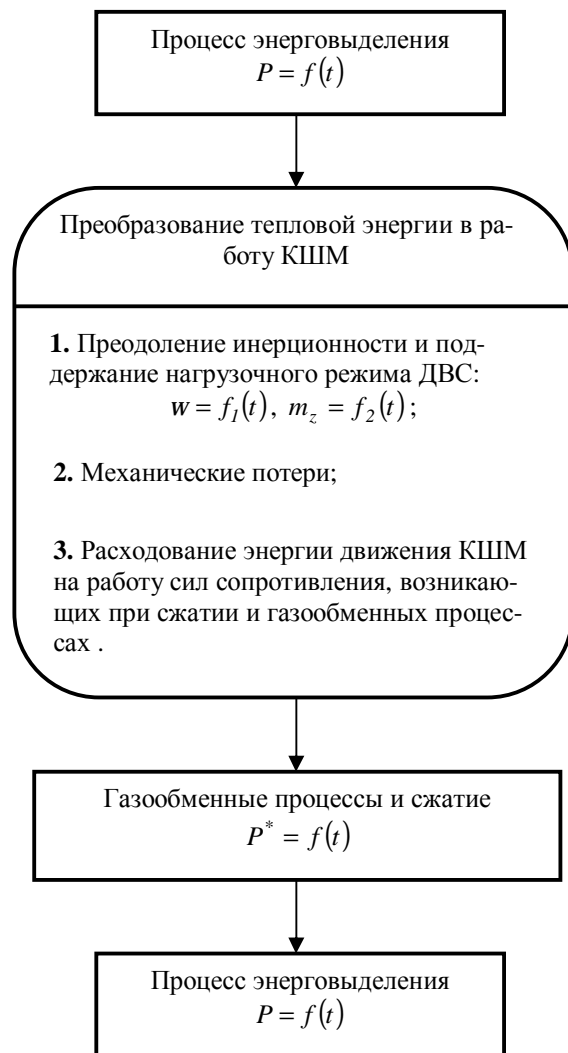 Процесс энерговыделения
P = f(t)
Преобразование тепловой энергии в ра-
боту КШМ
1. Преодоление инерционности и под-
держание нагрузочного режима ДВС:
w = f₁(t), m_z = f₂(t);
2. Механические потери;
3. Расходование энергии движения КШМ
на работу сил сопротивления, возникаю-
щих при сжатии и газообменных процес-
сах .
Газообменные процессы и сжатие
P* = f(t)
Процесс энерговыделения
P = f(t)